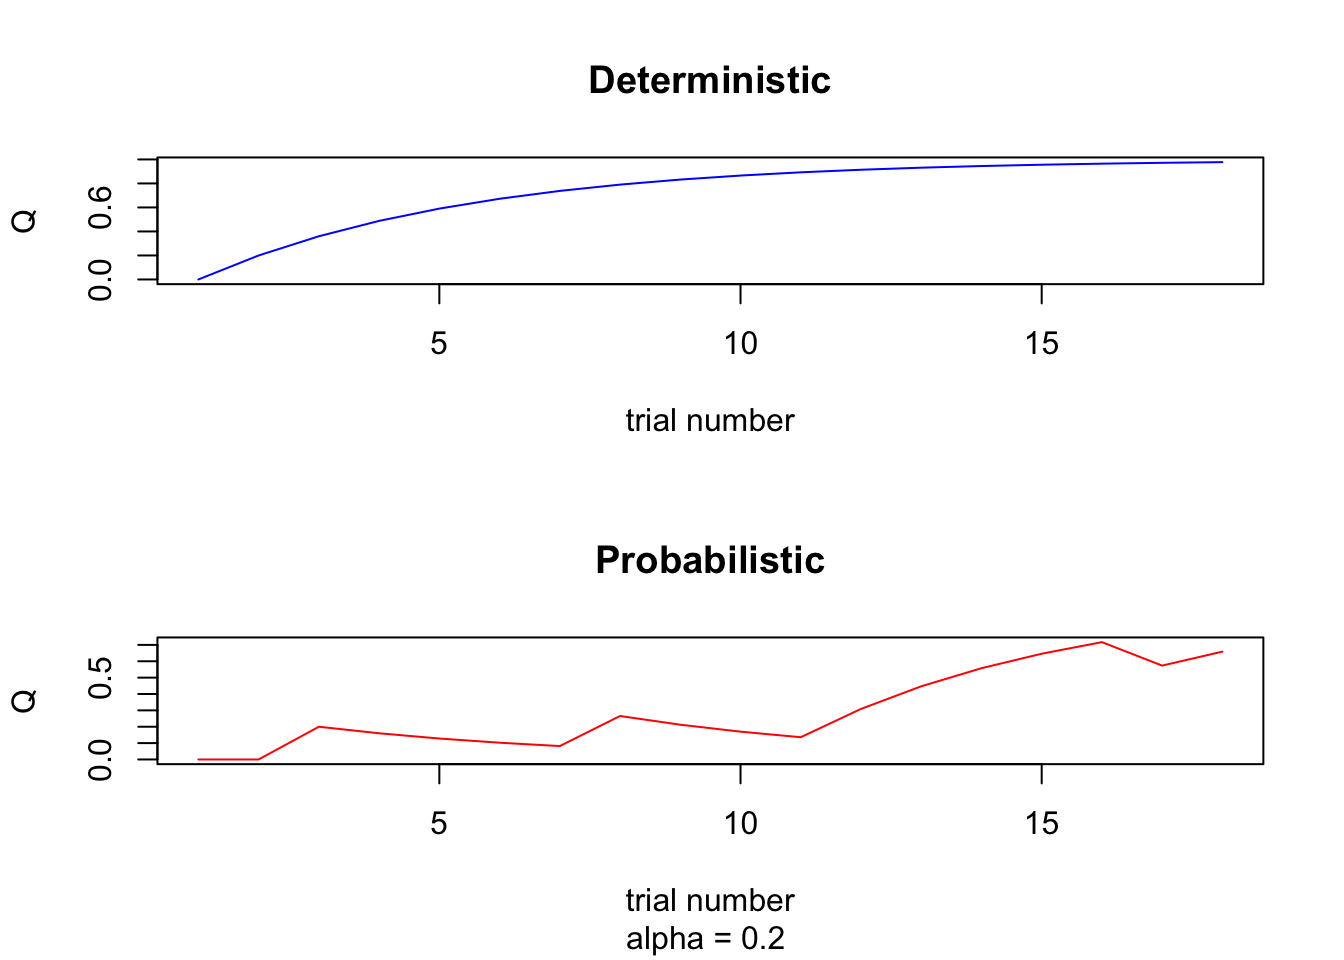 Deterministic
Q
0.6
0.0
5 10 15
trial number
Probabilistic
Q
0.5
0.0
5 10 15
trial number
alpha = 0.2